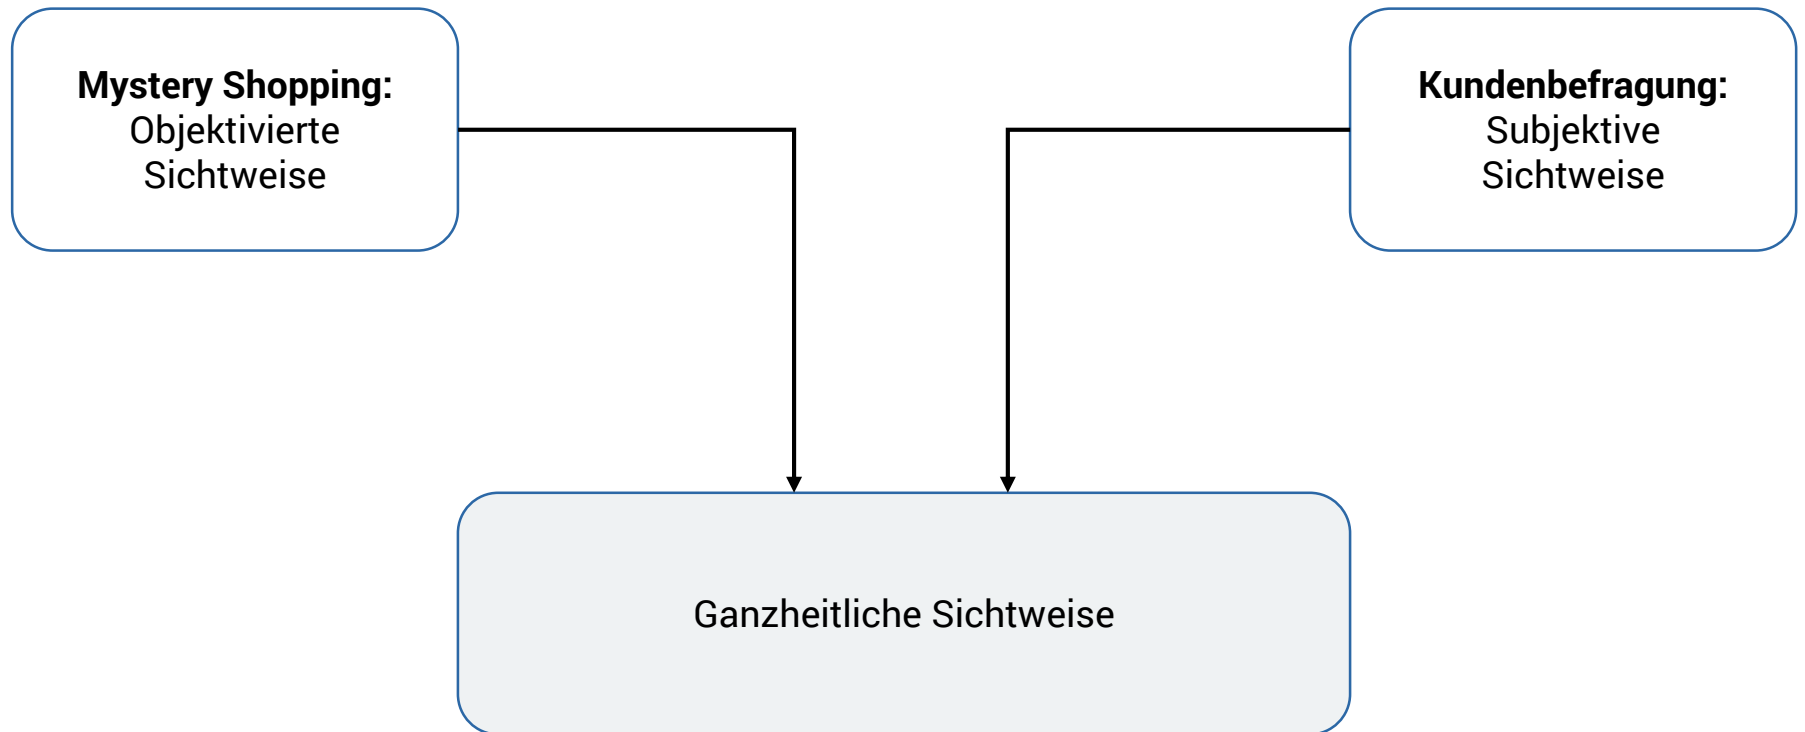 Mystery Shopping:
Objektivierte
Sichtweise
Kundenbefragung:
Subjektive
Sichtweise
Ganzheitliche Sichtweise